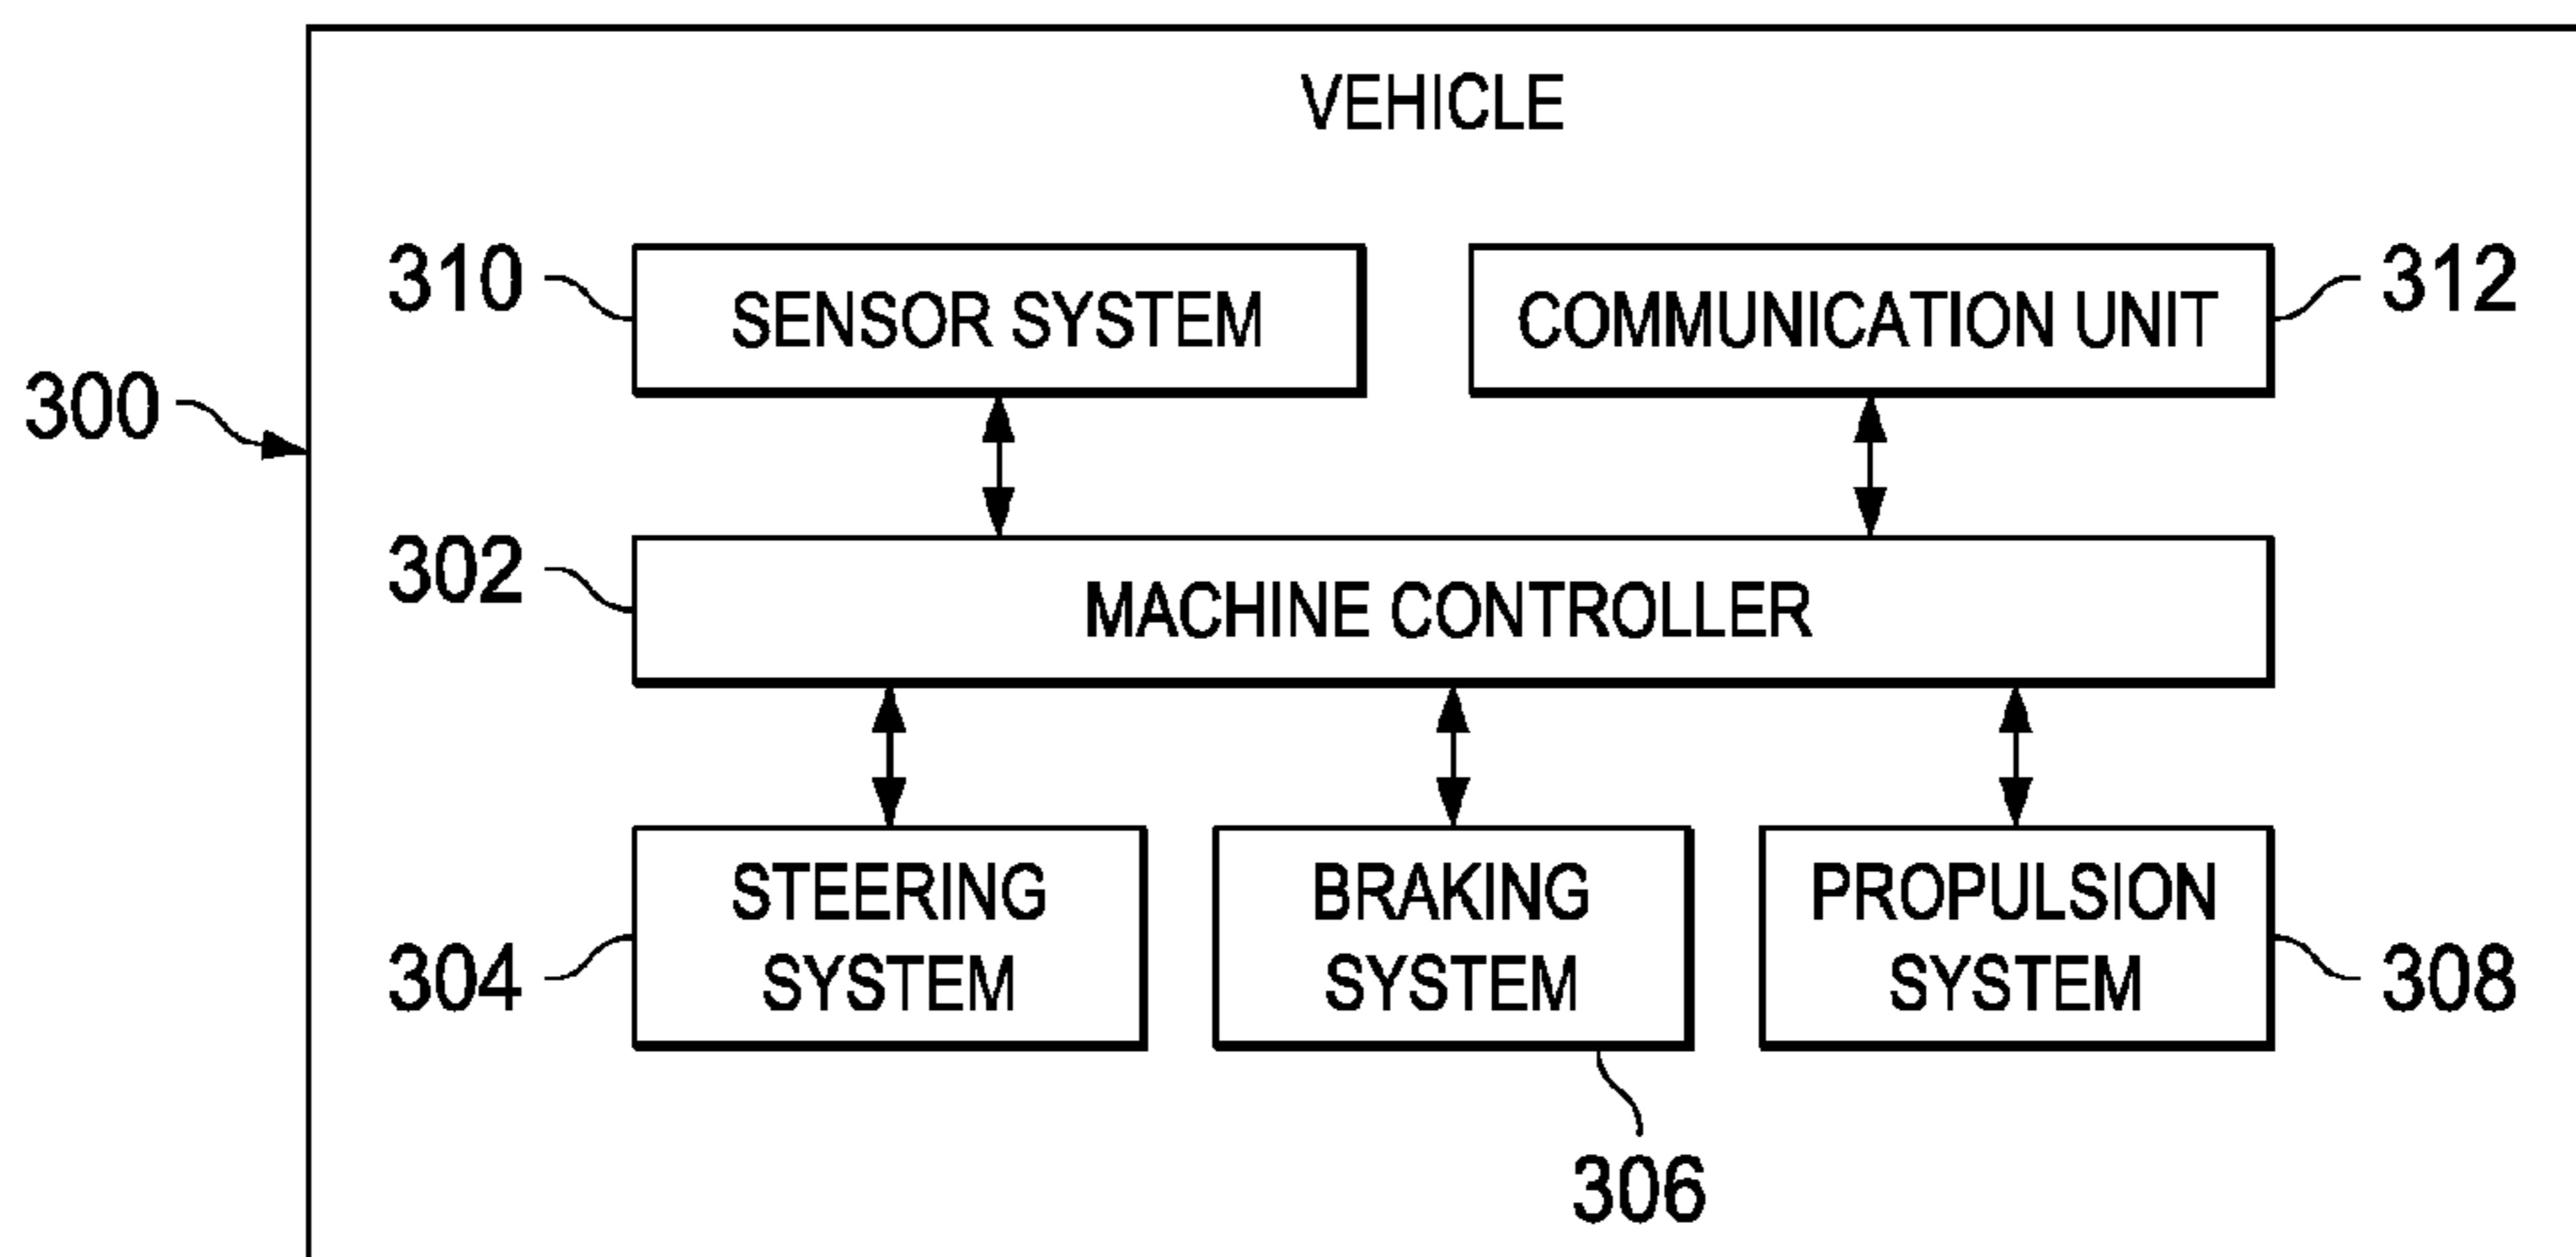 VEHICLE
310
SENSOR SYSTEM
COMMUNICATION UNIT
312
300
302
MACHINE CONTROLLER
304
STEERING
SYSTEM
BRAKING
SYSTEM
PROPULSION
SYSTEM
308
306